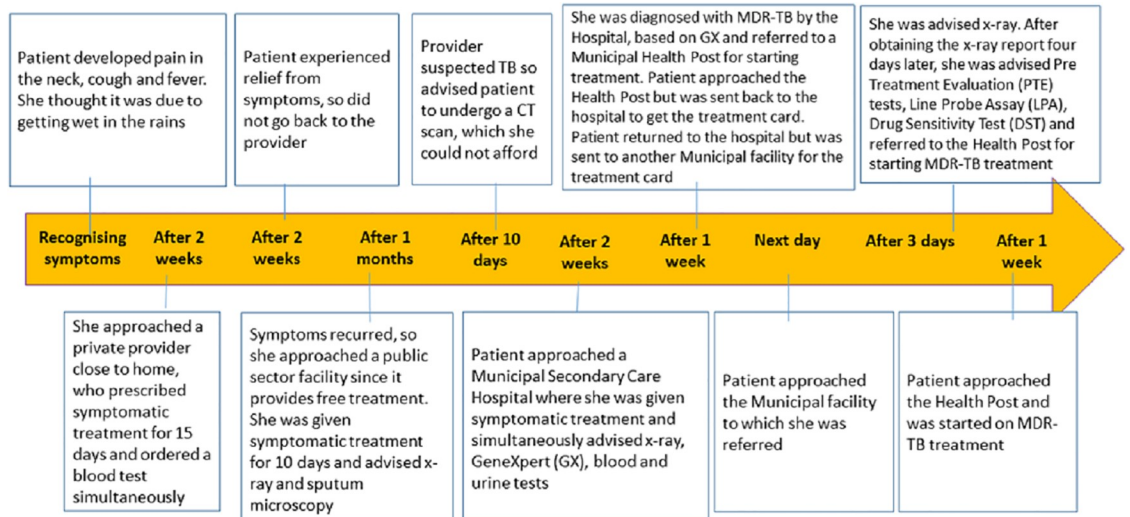 Patient developed pain
in the neck, cough and fever.
She thought it was due to
getting wet in the rains
Patient experienced
relief from
symptoms, so did
not go back to the
provider
Provider
suspected TB so
advised patient
to undergo a CT
scan, which she
could not afford
She was diagnosed with MDR-TB by the
Hospital, based on GX and referred to a
Municipal Health Post for starting
treatment. Patient approached the
Health Post but was sent back to the
hospital to get the treatment card.
Patient returned to the hospital but was
sent to another Municipal facility for the
treatment card
She was advised x-ray. After
obtaining the x-ray report four
days later, she was advised Pre
Treatment Evaluation (PTE)
tests, Line Probe Assay (LPA),
Drug Sensitivity Test (DST) and
referred to the Health Post for
starting MDR-TB treatment
Recognising
symptoms
After 2
weeks
After 2
weeks
After 1
months
After 10
days
After 2
weeks
After 1
week
Next day
After 3 days
After 1
week
She approached a
private provider
close to home,
who prescribed
symptomatic
treatment for 15
days and ordered a
blood test
simultaneously
Symptoms recurred, so
she approached a public
sector facility since it
provides free treatment.
She was given
symptomatic treatment
for 10 days and advised x-
ray and sputum
microscopy
Patient approached a
Municipal Secondary Care
Hospital where she was given
symptomatic treatment and
simultaneously advised x-ray,
GeneXpert (GX), blood and
urine tests
Patient approached
the Municipal facility
to which she was
referred
Patient approached
the Health Post and
was started on MDR-
TB treatment